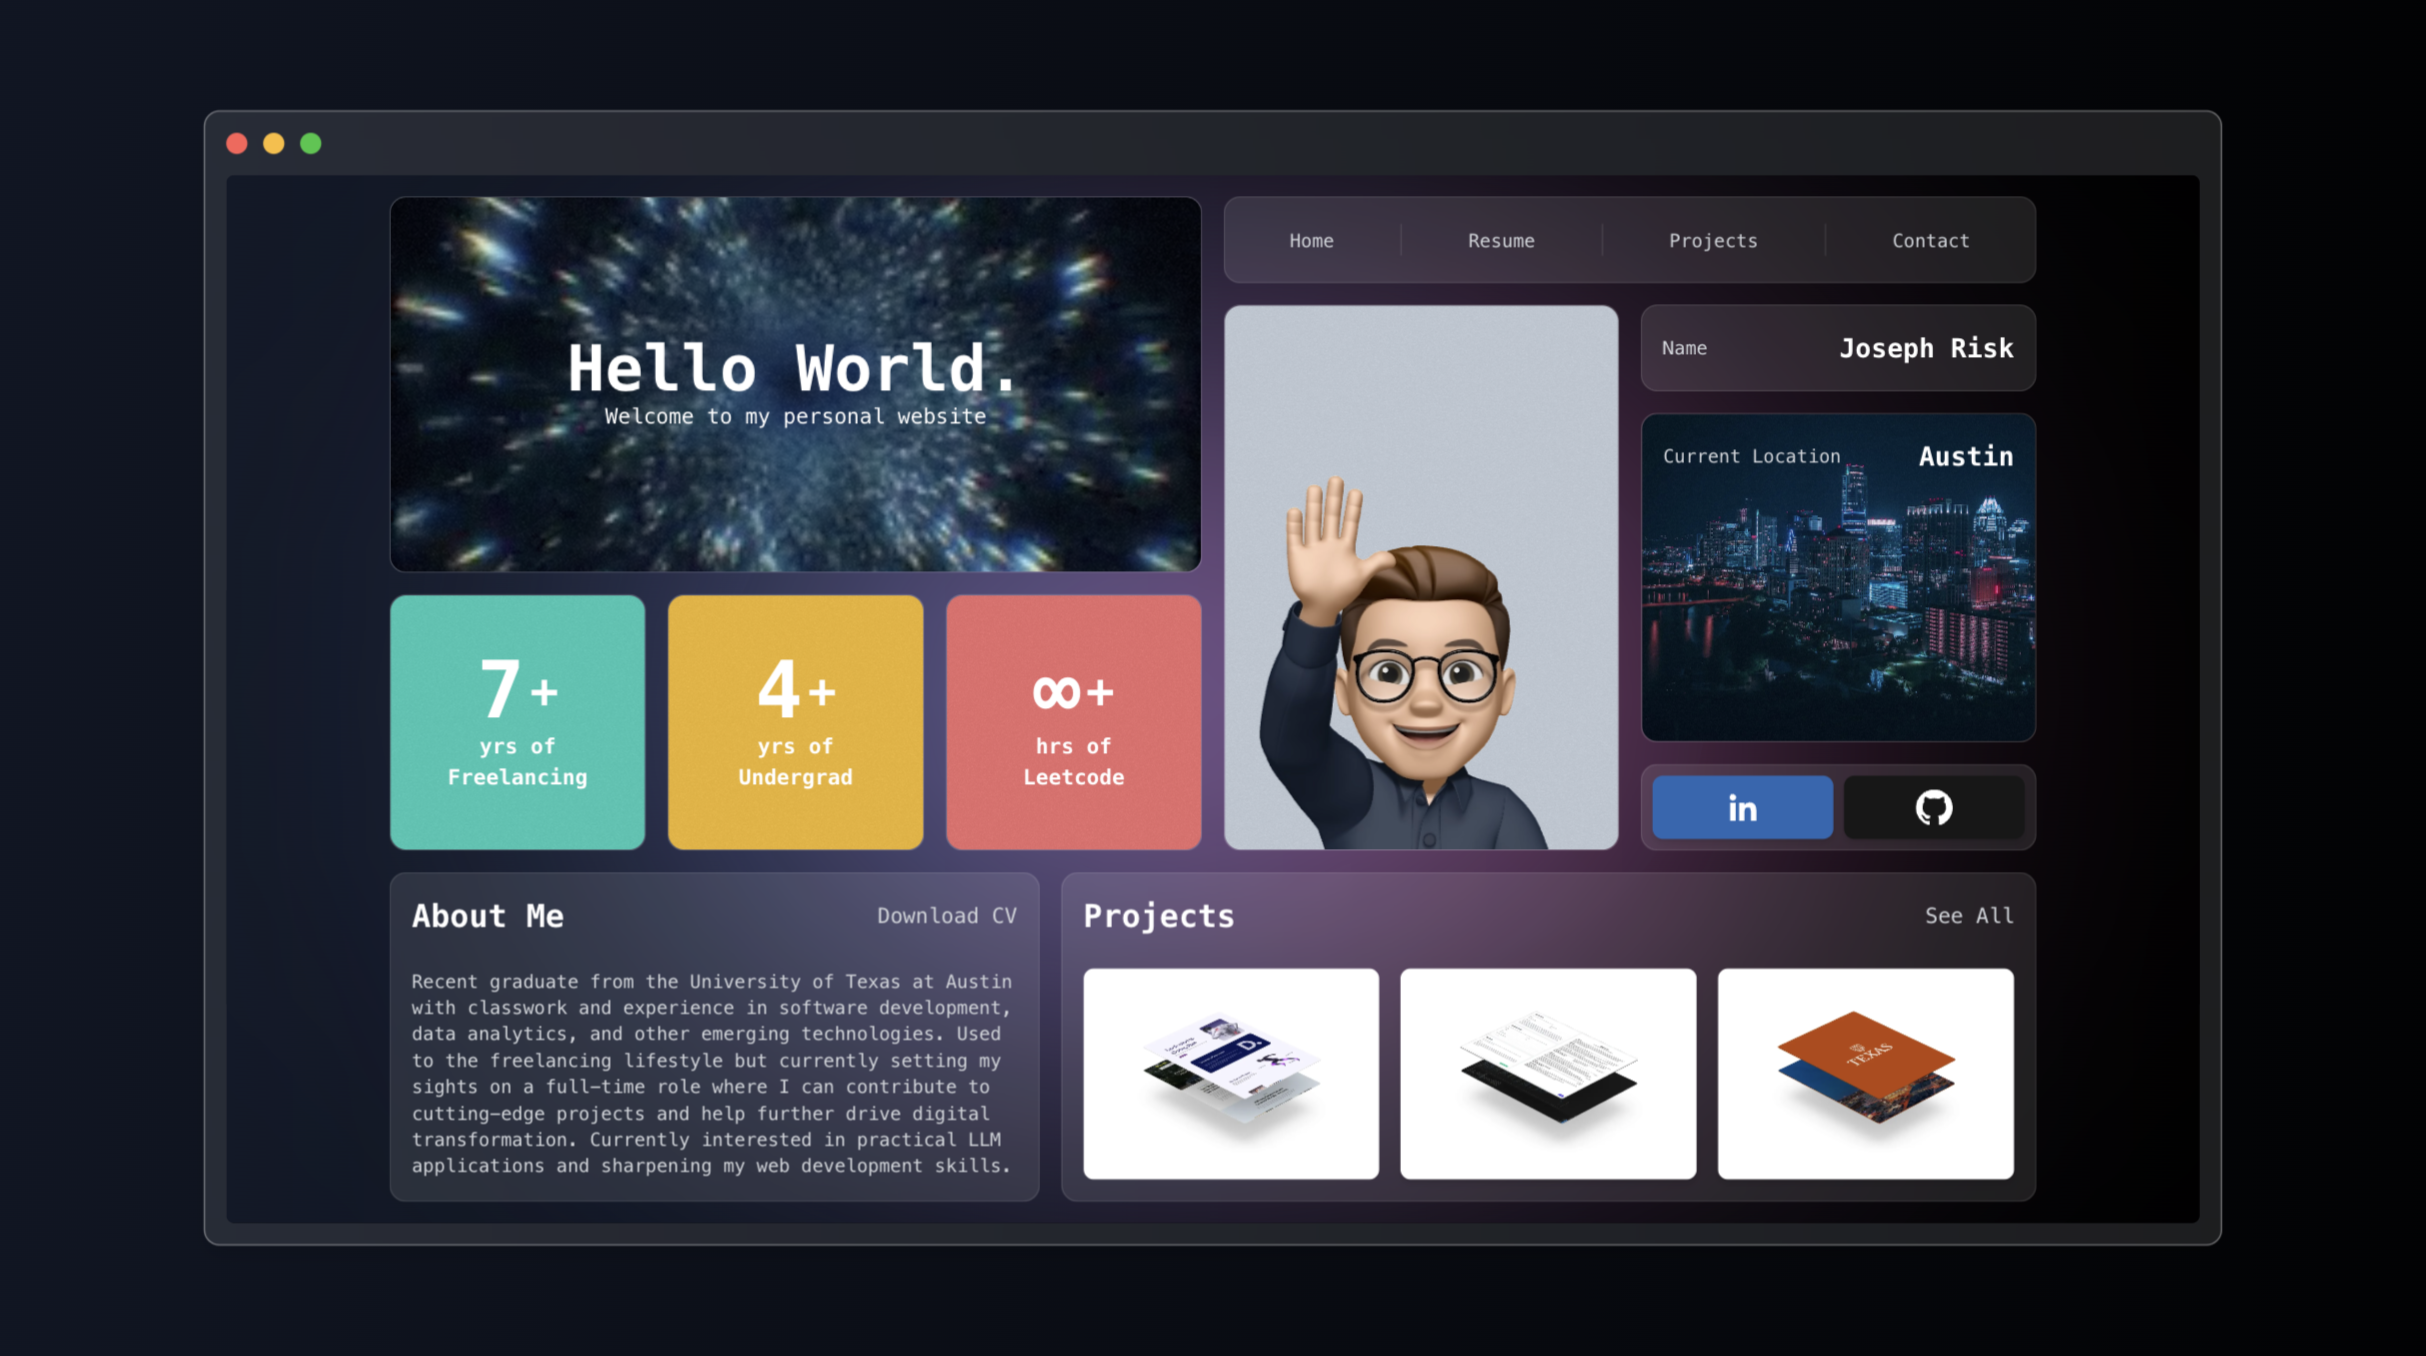 Hello World.
Welcome to my personal website
Home
Resume
Projects
Contact
Name
Joseph Risk
Current Location
Austin
7+
yrs of
Freelancing
4+
yrs of
Undergrad
∞+
hrs of
Leetcode
in
About Me
Download CV
Recent graduate from the University of Texas at Austin
with classwork and experience in software development,
data analytics, and other emerging technologies. Used
to the freelancing lifestyle but currently setting my
sights on a full-time role where I can contribute to
cutting-edge projects and help further drive digital
transformation. Currently interested in practical LLM
applications and sharpening my web development skills.
Projects
See All
D.
TEXAS